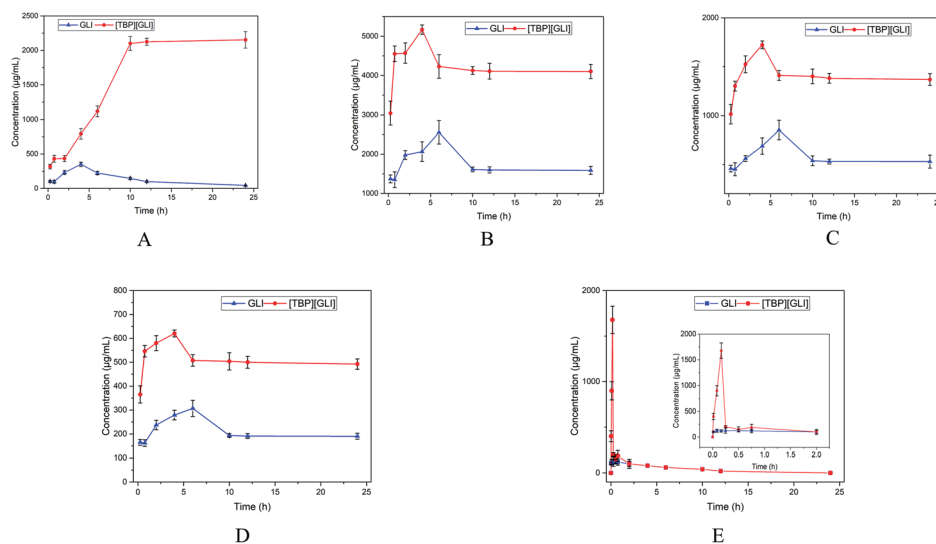 GLI [TBP][GLI]
Concentration (µg/mL)
2500
2000
1500
1000
500
250
0
0 5 10 15 20 25
Time (h)
A
GLI [TBP][GLI]
Concentration (µg/mL)
5000
4000
3000
2000
1000
0 5 10 15 20 25
Time (h)
B
GLI [TBP][GLI]
Concentration (µg/mL)
2000
1000
0 5 10 15 20
Time (h)
C
GLI [TBP][GLI]
Concentration (µg/mL)
800
700
600
500
400
300
200
100
0
0 5 10 15 20 25
Time (h)
D
GLI [TBP][GLI]
Concentration (µg/mL)
2000
1000
0
0 5 10 15 20 25
Time (h)
GLI [TBP][GLI]
Concentration (µg/mL)
2000
1500
1000
500
0
0.0 0.5 1.0 1.5 2.0
Time (h)
E